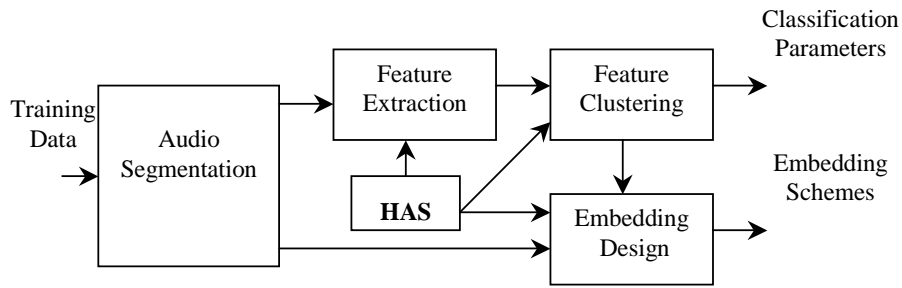 Training
Data
Audio
Segmentation
Feature
Extraction
HAS
Feature
Clustering
Embedding
Design
Classification
Parameters
Embedding
Schemes